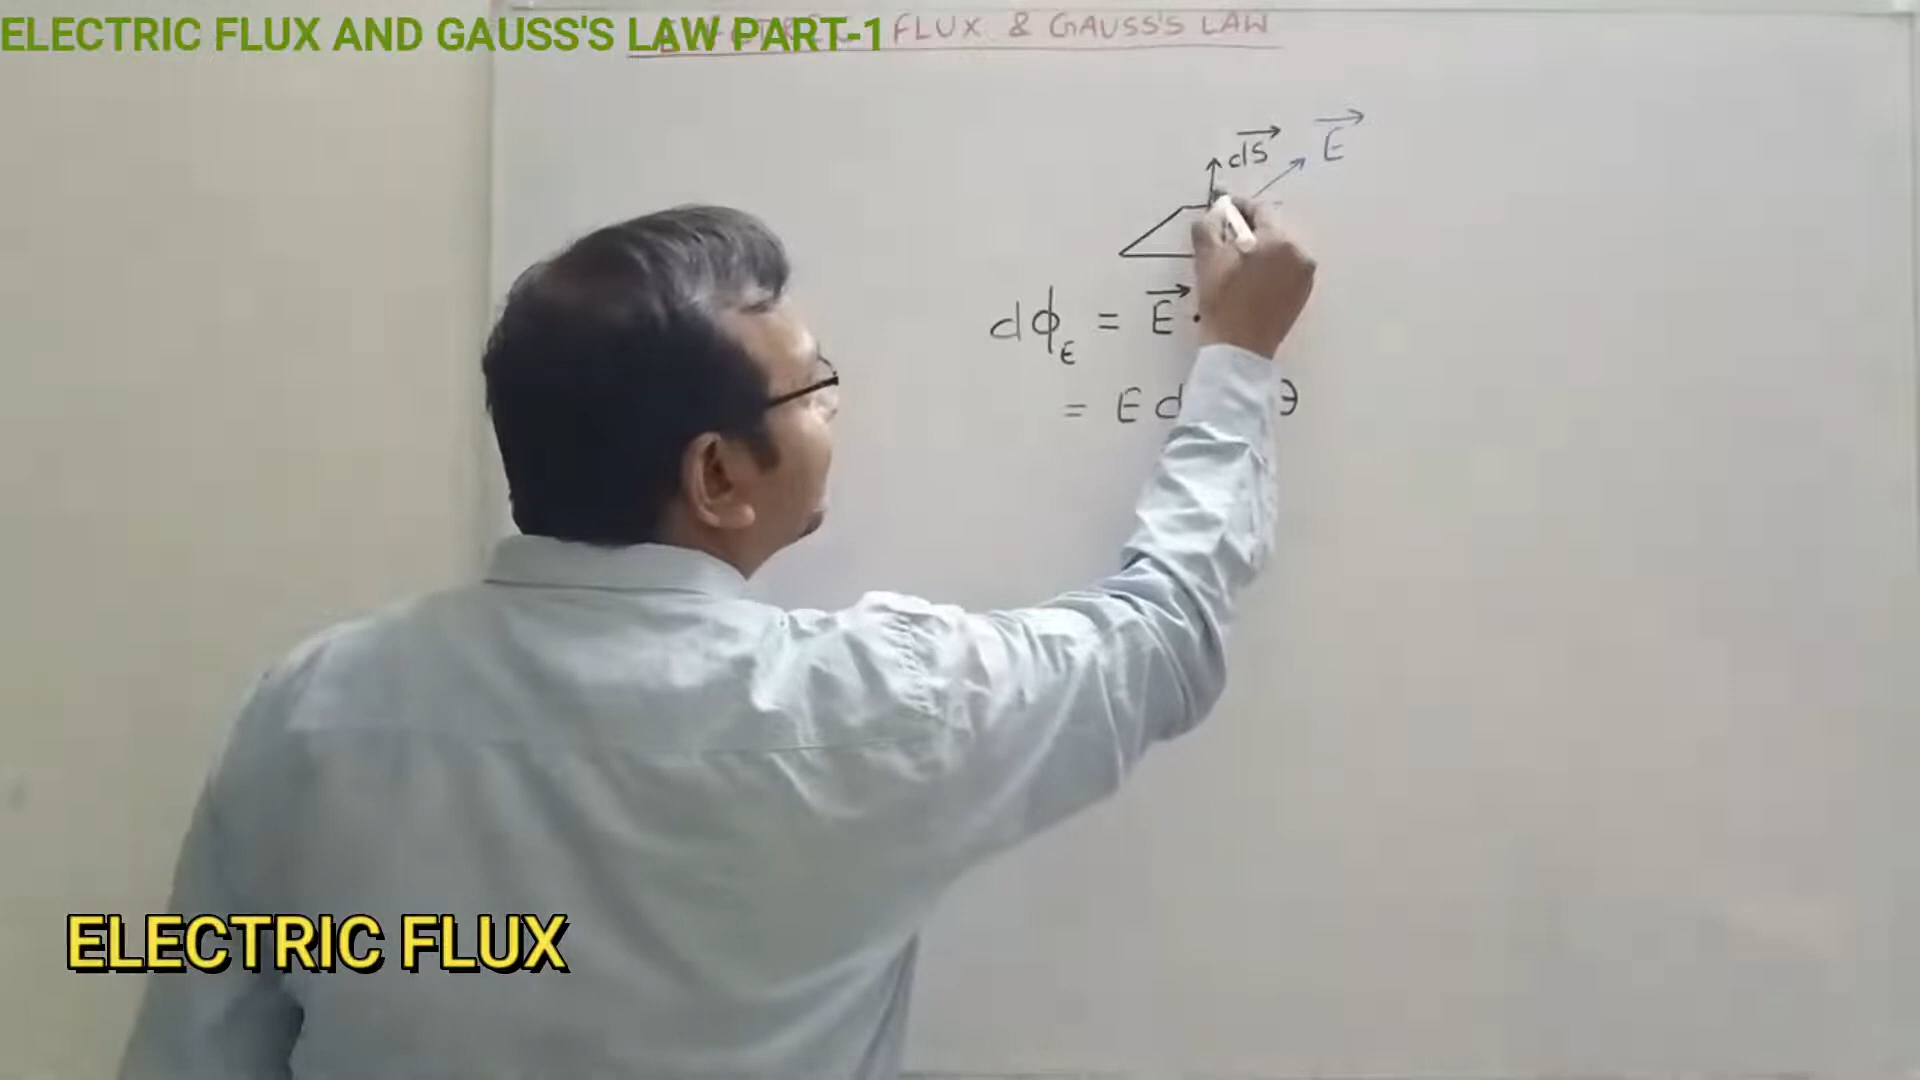 ELECTRIC FLUX AND GAUSS'S LAW PART-1
FLUX & GAUSS'S LAW
dS E
dϕE = E ·
= E d θ
ELECTRIC FLUX